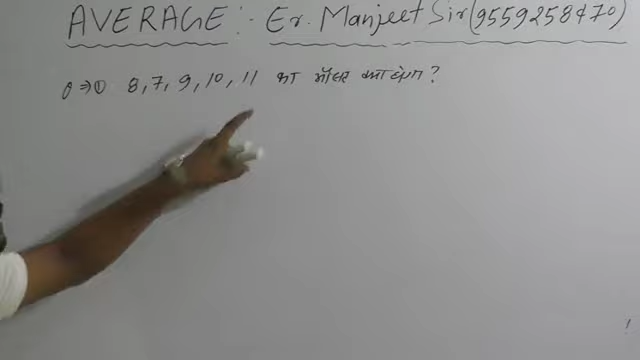 AVERAGE :- Er. Manjeet Sir (9559258470)
Q ⇒ ① 8, 7, 9, 10, 11 का औसत क्या होगा ?